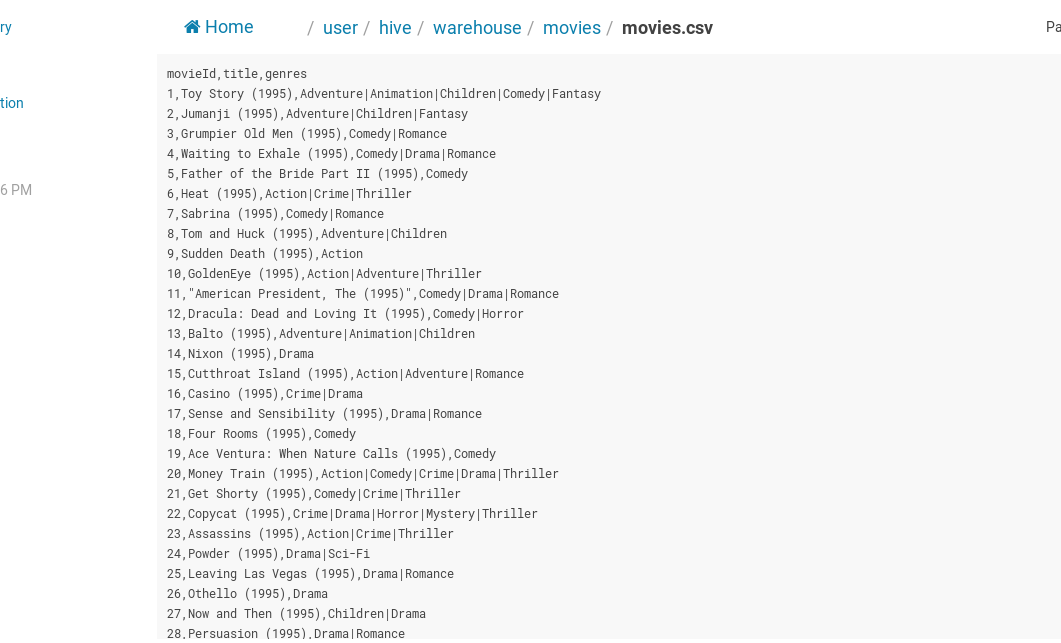 ry
Home / user / hive / warehouse / movies / movies.csv
Pa
tion
6 PM
movieId,title,genres
1,Toy Story (1995),Adventure|Animation|Children|Comedy|Fantasy
2,Jumanji (1995),Adventure|Children|Fantasy
3,Grumpier Old Men (1995),Comedy|Romance
4,Waiting to Exhale (1995),Comedy|Drama|Romance
5,Father of the Bride Part II (1995),Comedy
6,Heat (1995),Action|Crime|Thriller
7,Sabrina (1995),Comedy|Romance
8,Tom and Huck (1995),Adventure|Children
9,Sudden Death (1995),Action
10,GoldenEye (1995),Action|Adventure|Thriller
11,"American President, The (1995)",Comedy|Drama|Romance
12,Dracula: Dead and Loving It (1995),Comedy|Horror
13,Balto (1995),Adventure|Animation|Children
14,Nixon (1995),Drama
15,Cutthroat Island (1995),Action|Adventure|Romance
16,Casino (1995),Crime|Drama
17,Sense and Sensibility (1995),Drama|Romance
18,Four Rooms (1995),Comedy
19,Ace Ventura: When Nature Calls (1995),Comedy
20,Money Train (1995),Action|Comedy|Crime|Drama|Thriller
21,Get Shorty (1995),Comedy|Crime|Thriller
22,Copycat (1995),Crime|Drama|Horror|Mystery|Thriller
23,Assassins (1995),Action|Crime|Thriller
24,Powder (1995),Drama|Sci-Fi
25,Leaving Las Vegas (1995),Drama|Romance
26,Othello (1995),Drama
27,Now and Then (1995),Children|Drama
28,Persuasion (1995),Drama|Romance